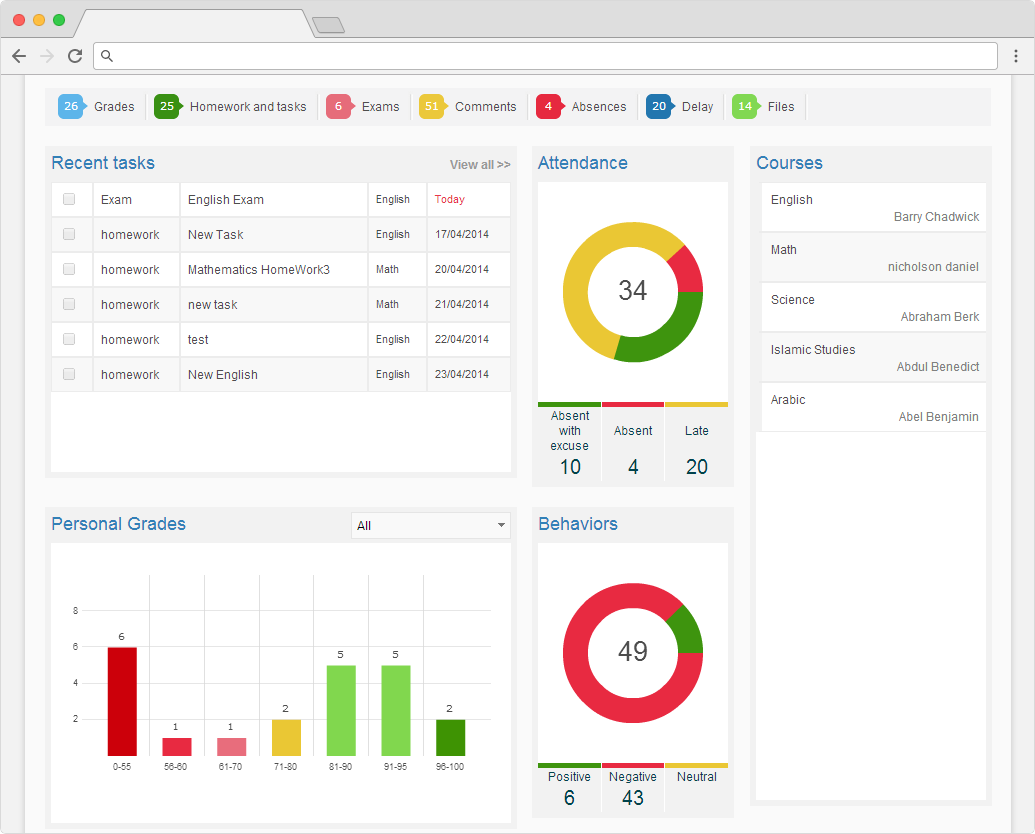 26 Grades 25 Homework and tasks 6 Exams 51 Comments 4 Absences 20 Delay 14 Files
Recent tasks View all >>
Exam English Exam English Today
homework New Task English 17/04/2014
homework Mathematics HomeWork3 Math 20/04/2014
homework new task Math 21/04/2014
homework test English 22/04/2014
homework New English English 23/04/2014
Attendance
34
Absent
with
excuse
10
Absent
4
Late
20
Courses
English
Barry Chadwick
Math
nicholson daniel
Science
Abraham Berk
Islamic Studies
Abdul Benedict
Arabic
Abel Benjamin
Personal Grades All
8
6
4
2
6 1 1 2 5 5 2
0-55 56-60 61-70 71-80 81-90 91-95 96-100
Behaviors
49
Positive Negative Neutral
6 43